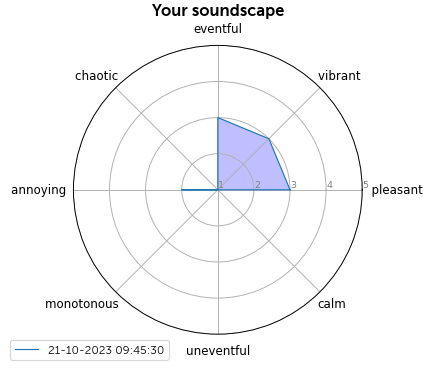 Your soundscape
eventful
chaotic
vibrant
annoying
1
2
3
4
5
pleasant
monotonous
calm
uneventful
21-10-2023 09:45:30